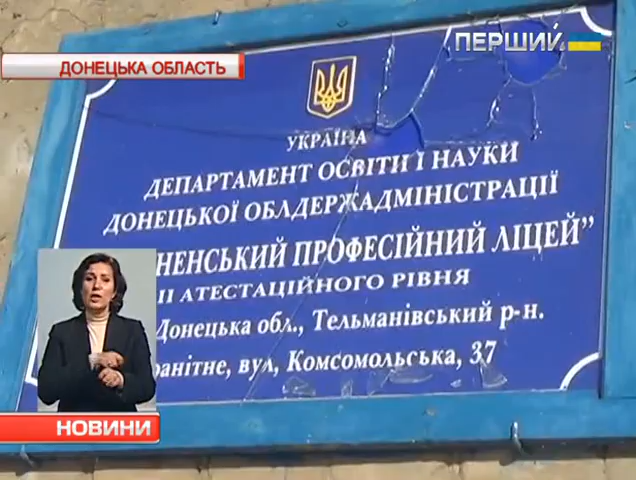 ПЕРШИЙ
ДОНЕЦЬКА ОБЛАСТЬ
УКРАЇНА
ДЕПАРТАМЕНТ ОСВІТИ І НАУКИ
ДОНЕЦЬКОЇ ОБЛДЕРЖАДМІНІСТРАЦІЇ
НЕНСЬКИЙ ПРОФЕСІЙНИЙ ЛІЦЕЙ”
ІІ АТЕСТАЦІЙНОГО РІВНЯ
Донецька обл., Тельманівський р-н.
ранітне, вул, Комсомольська, 37
НОВИНИ